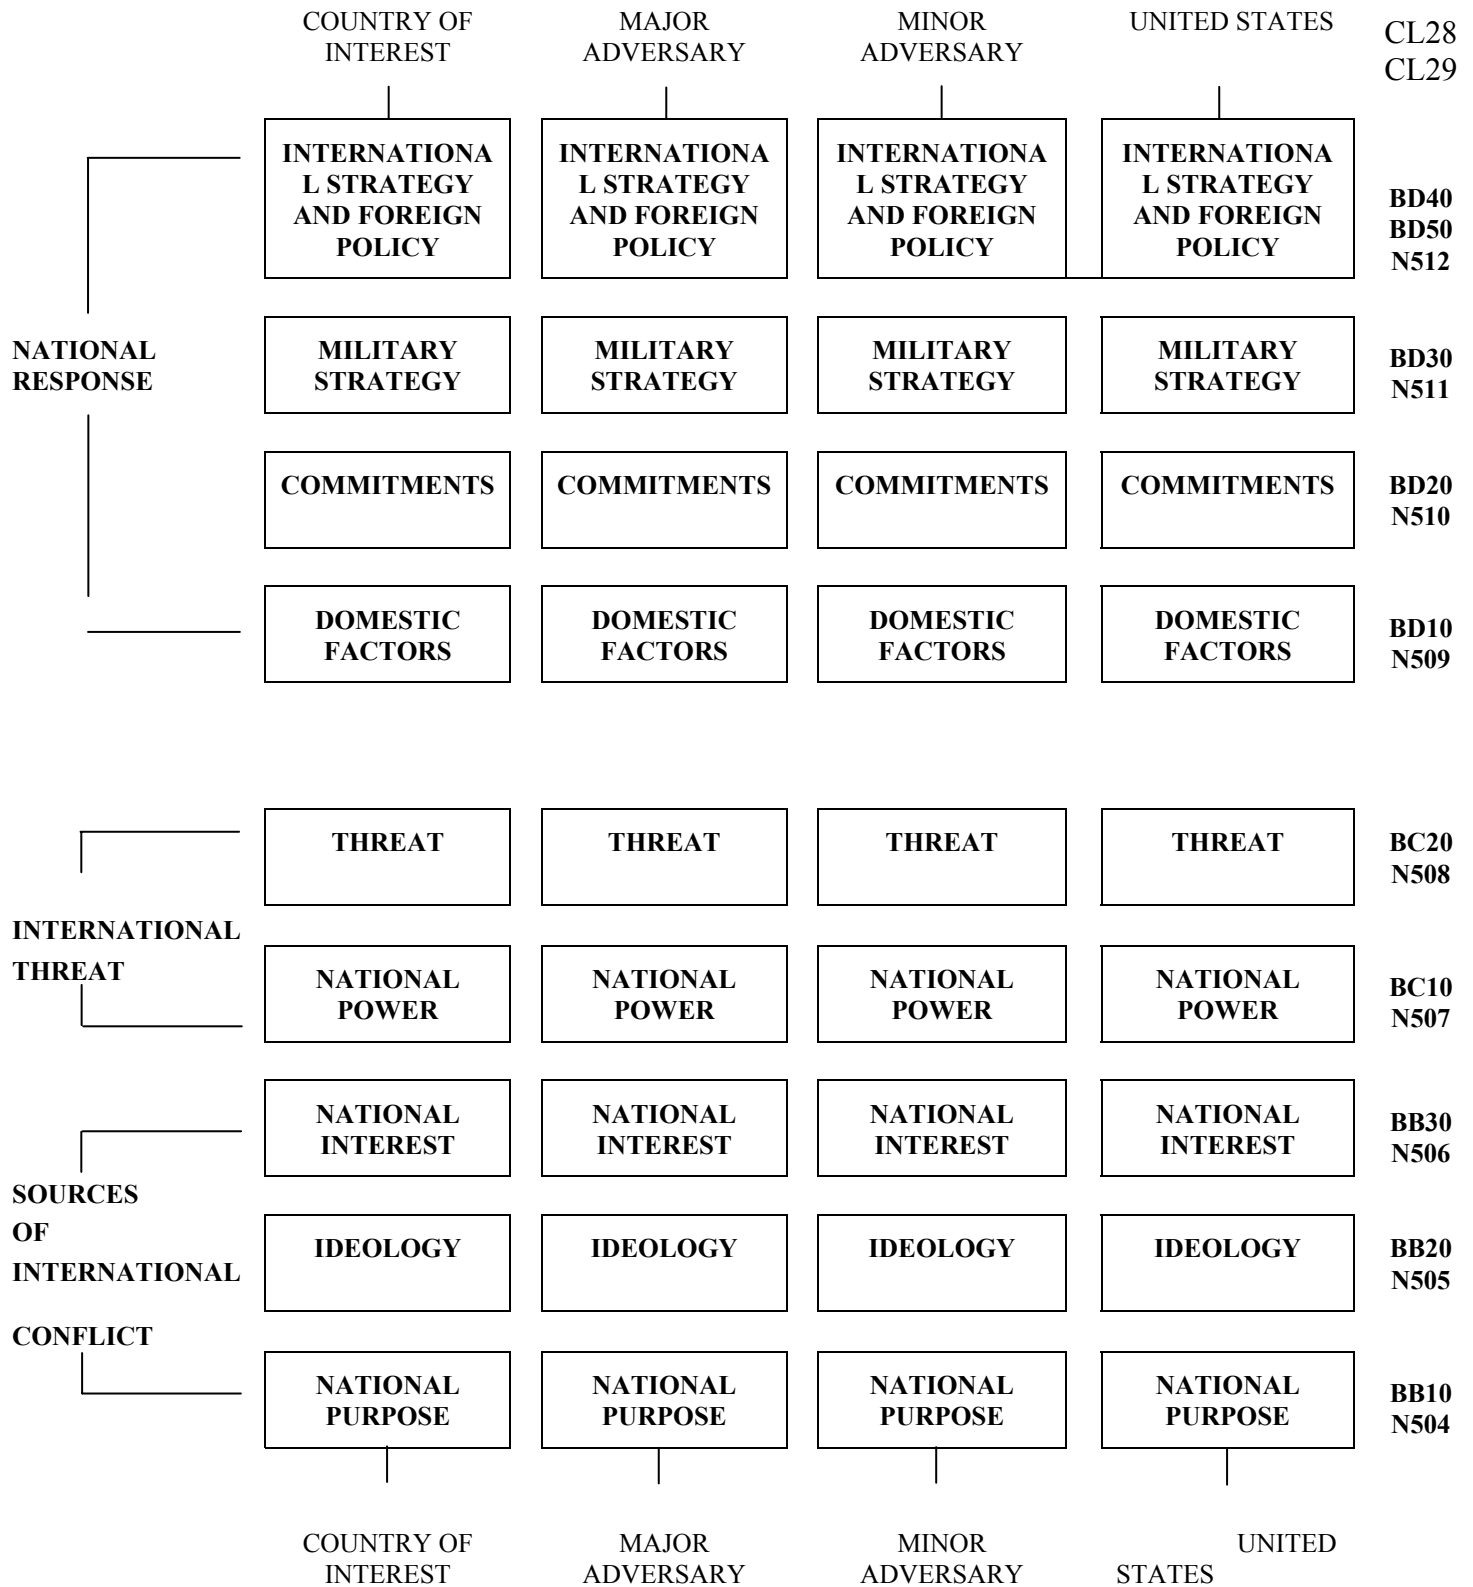 COUNTRY OF
INTEREST
MAJOR
ADVERSARY
MINOR
ADVERSARY
UNITED STATES
CL28
CL29
INTERNATIONA
L STRATEGY
AND FOREIGN
POLICY
INTERNATIONA
L STRATEGY
AND FOREIGN
POLICY
INTERNATIONA
L STRATEGY
AND FOREIGN
POLICY
INTERNATIONA
L STRATEGY
AND FOREIGN
POLICY
BD40
BD50
N512
NATIONAL
RESPONSE
MILITARY
STRATEGY
MILITARY
STRATEGY
MILITARY
STRATEGY
MILITARY
STRATEGY
BD30
N511
COMMITMENTS
COMMITMENTS
COMMITMENTS
COMMITMENTS
BD20
N510
DOMESTIC
FACTORS
DOMESTIC
FACTORS
DOMESTIC
FACTORS
DOMESTIC
FACTORS
BD10
N509
THREAT
THREAT
THREAT
THREAT
BC20
N508
INTERNATIONAL
THREAT
NATIONAL
POWER
NATIONAL
POWER
NATIONAL
POWER
NATIONAL
POWER
BC10
N507
NATIONAL
INTEREST
NATIONAL
INTEREST
NATIONAL
INTEREST
NATIONAL
INTEREST
BB30
N506
SOURCES
OF
INTERNATIONAL
CONFLICT
IDEOLOGY
IDEOLOGY
IDEOLOGY
IDEOLOGY
BB20
N505
NATIONAL
PURPOSE
NATIONAL
PURPOSE
NATIONAL
PURPOSE
NATIONAL
PURPOSE
BB10
N504
COUNTRY OF
INTEREST
MAJOR
ADVERSARY
MINOR
ADVERSARY
UNITED
STATES